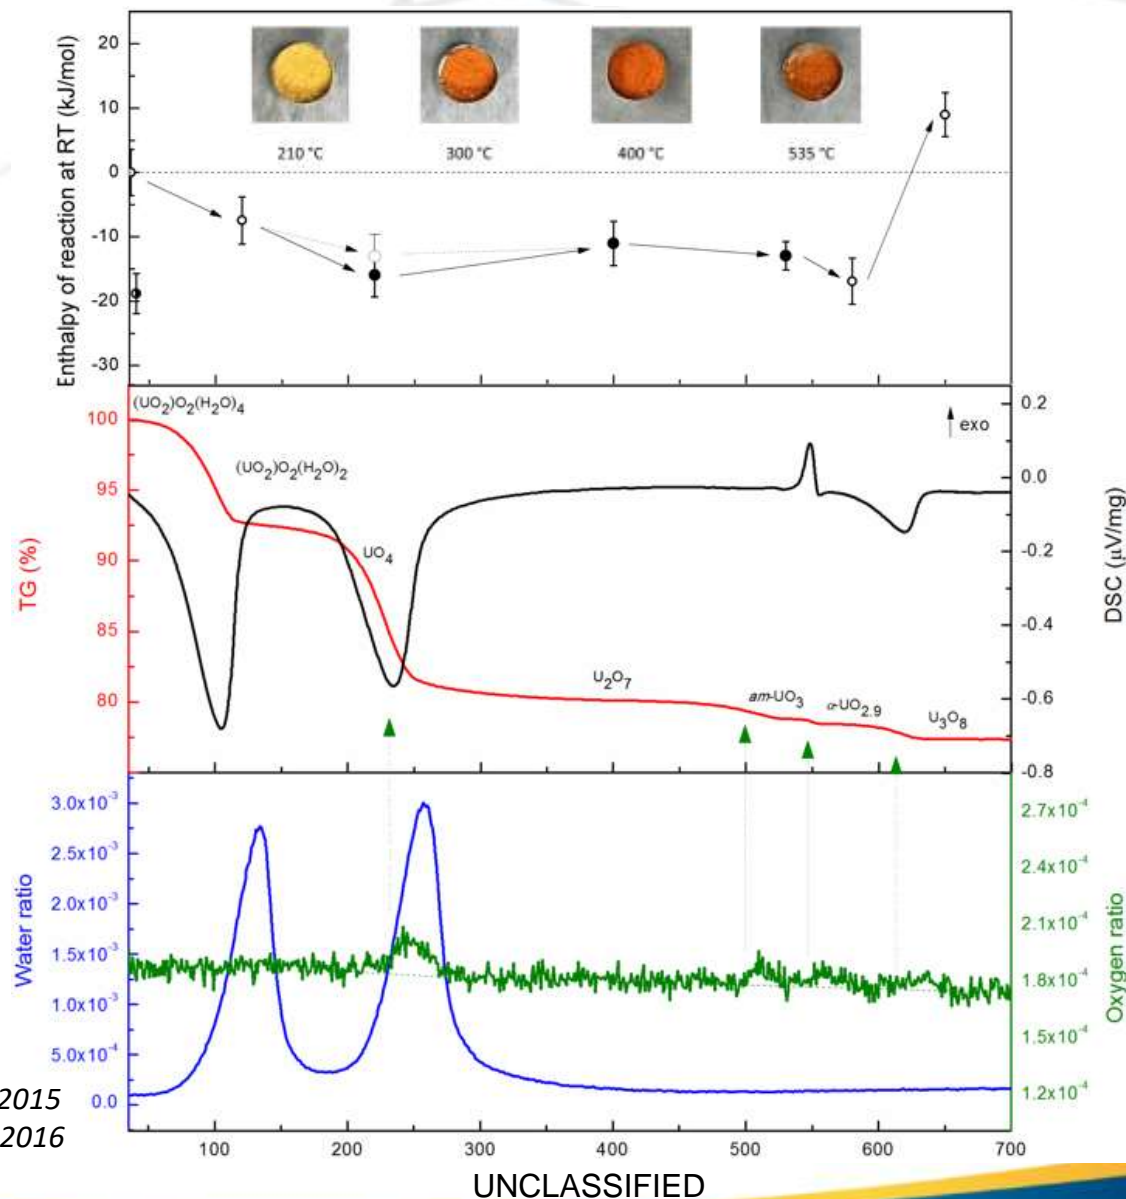 Enthalpy of reaction at RT (kJ/mol)
20
10
0
-10
-20
-30
210 °C
300 °C
400 °C
535 °C
TG (%)
100
95
90
85
80
(UO₂)O₂(H₂O)₄
(UO₂)O₂(H₂O)₂
UO₄
U₂O₇
am-UO₃
α-UO₂.₉
U₃O₈
exo
0.2
0.0
-0.2
-0.4
-0.6
-0.8
DSC (μV/mg)
Water ratio
3.0x10⁻³
2.5x10⁻³
2.0x10⁻³
1.5x10⁻³
1.0x10⁻³
5.0x10⁻⁴
0.0
2.7x10⁻⁴
2.4x10⁻⁴
2.1x10⁻⁴
1.8x10⁻⁴
1.5x10⁻⁴
1.2x10⁻⁴
Oxygen ratio
2015
2016
100 200 300 400 500 600 700
UNCLASSIFIED